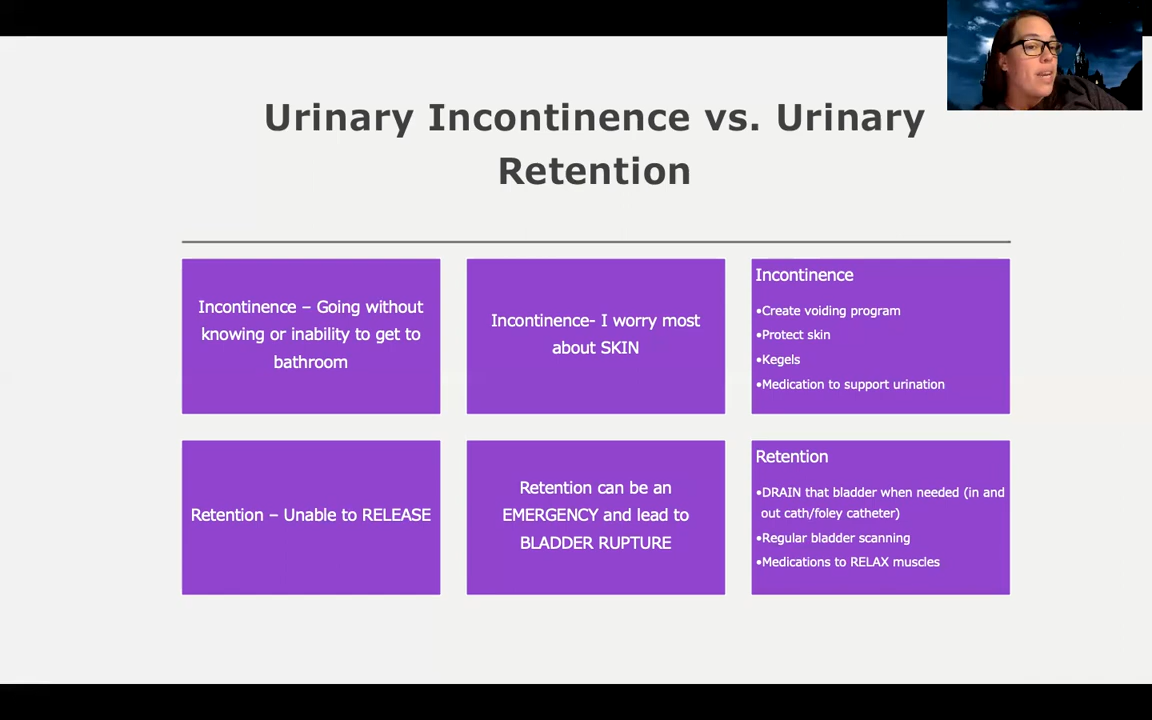 Urinary Incontinence vs. Urinary
Retention
Incontinence – Going without
knowing or inability to get to
bathroom
Incontinence- I worry most
about SKIN
Incontinence
•Create voiding program
•Protect skin
•Kegels
•Medication to support urination
Retention – Unable to RELEASE
Retention can be an
EMERGENCY and lead to
BLADDER RUPTURE
Retention
•DRAIN that bladder when needed (in and
out cath/foley catheter)
•Regular bladder scanning
•Medications to RELAX muscles